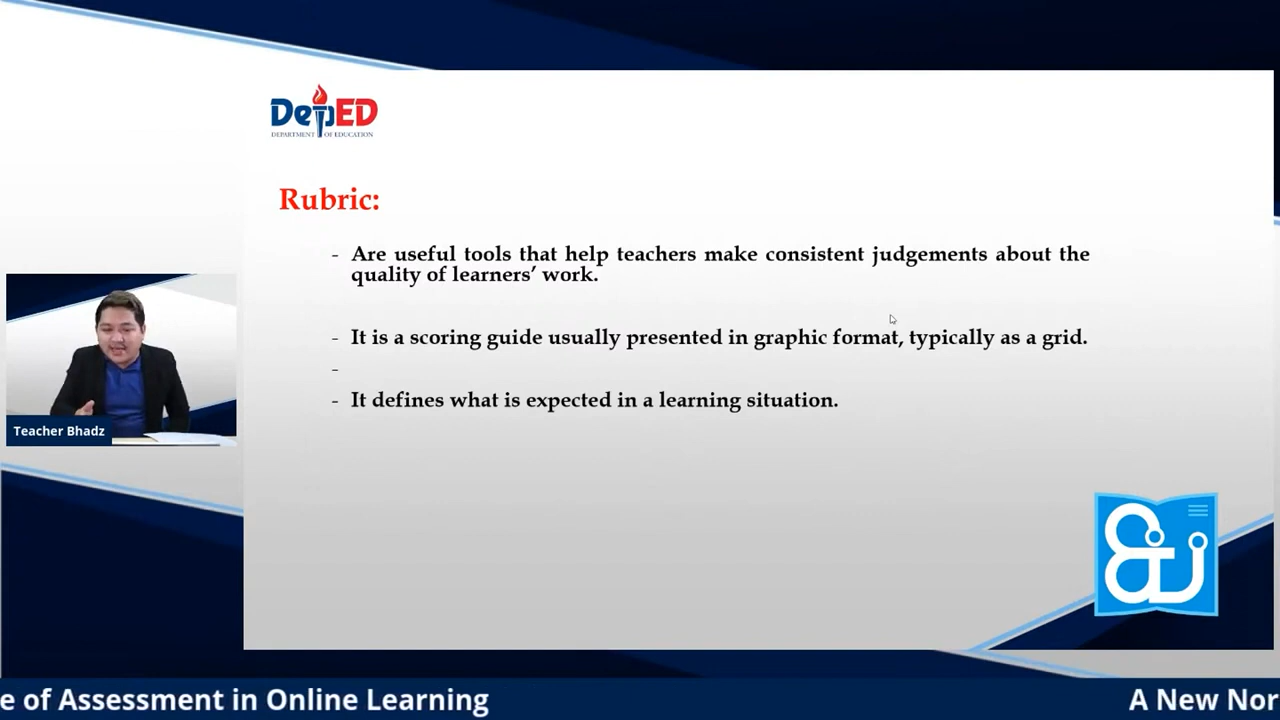 DepED
DEPARTMENT OF EDUCATION
Rubric:
- Are useful tools that help teachers make consistent judgements about the
quality of learners’ work.
- It is a scoring guide usually presented in graphic format, typically as a grid.
-
- It defines what is expected in a learning situation.
Teacher Bhadz
e of Assessment in Online Learning
A New Nor